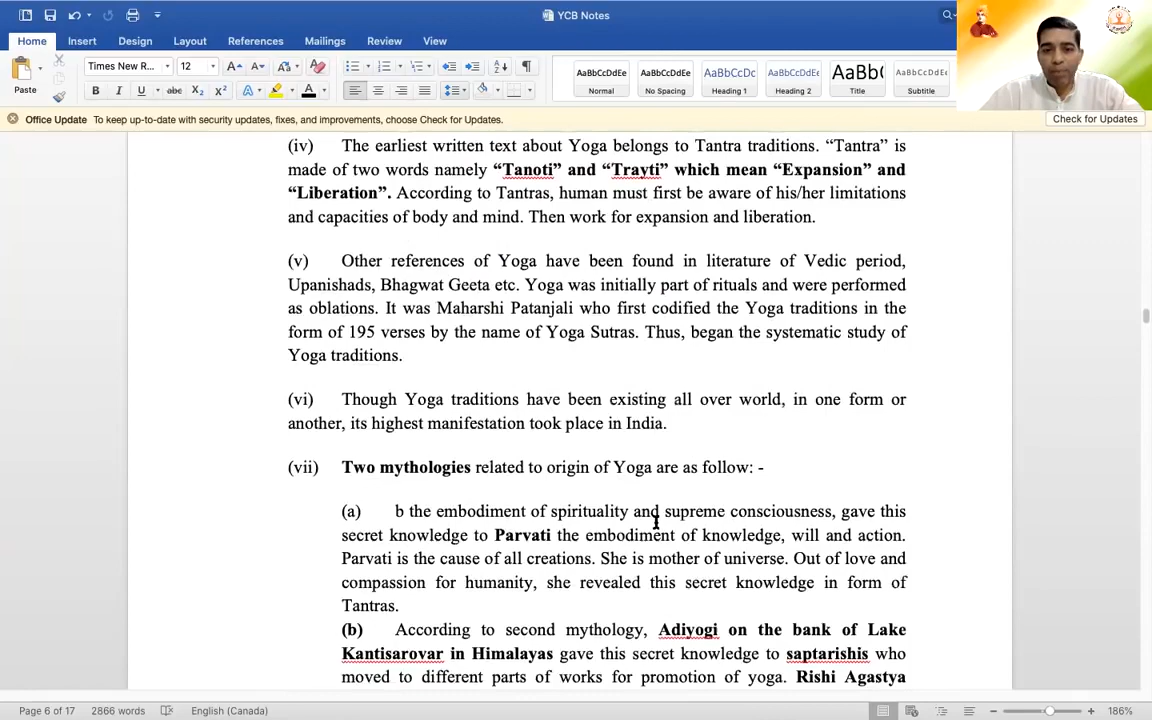 YCB Notes
Home Insert Design Layout References Mailings Review View
Paste
Times New R... 12
AaBbCcDdEe AaBbCcDdEe AaBbCcDc AaBbCcDdEe AaBb( AaBbCcDdEe
Normal No Spacing Heading 1 Heading 2 Title Subtitle
Office Update To keep up-to-date with security updates, fixes, and improvements, choose Check for Updates. Check for Updates
(iv) The earliest written text about Yoga belongs to Tantra traditions. “Tantra” is
made of two words namely “Tanoti” and “Trayti” which mean “Expansion” and
“Liberation”. According to Tantras, human must first be aware of his/her limitations
and capacities of body and mind. Then work for expansion and liberation.
(v) Other references of Yoga have been found in literature of Vedic period,
Upanishads, Bhagwat Geeta etc. Yoga was initially part of rituals and were performed
as oblations. It was Maharshi Patanjali who first codified the Yoga traditions in the
form of 195 verses by the name of Yoga Sutras. Thus, began the systematic study of
Yoga traditions.
(vi) Though Yoga traditions have been existing all over world, in one form or
another, its highest manifestation took place in India.
(vii) Two mythologies related to origin of Yoga are as follow: -
(a) b the embodiment of spirituality and supreme consciousness, gave this
secret knowledge to Parvati the embodiment of knowledge, will and action.
Parvati is the cause of all creations. She is mother of universe. Out of love and
compassion for humanity, she revealed this secret knowledge in form of
Tantras.
(b) According to second mythology, Adiyogi on the bank of Lake
Kantisarovar in Himalayas gave this secret knowledge to saptarishis who
moved to different parts of works for promotion of yoga. Rishi Agastya
Page 6 of 17 2866 words English (Canada) 186%